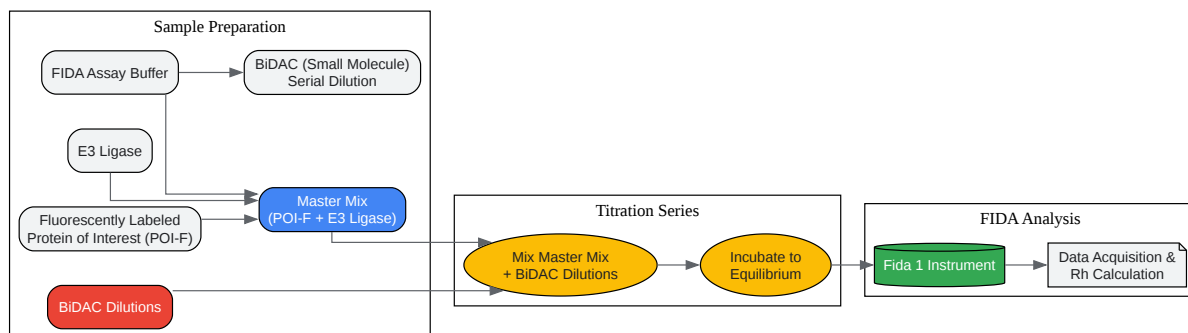 Sample Preparation
FIDA Assay Buffer
BiDAC (Small Molecule)
Serial Dilution
E3 Ligase
Fluorescently Labeled
Protein of Interest (POI-F)
Master Mix
(POI-F + E3 Ligase)
BiDAC Dilutions
Titration Series
Mix Master Mix
+ BiDAC Dilutions
Incubate to
Equilibrium
FIDA Analysis
Fida 1 Instrument
Data Acquisition &
Rh Calculation